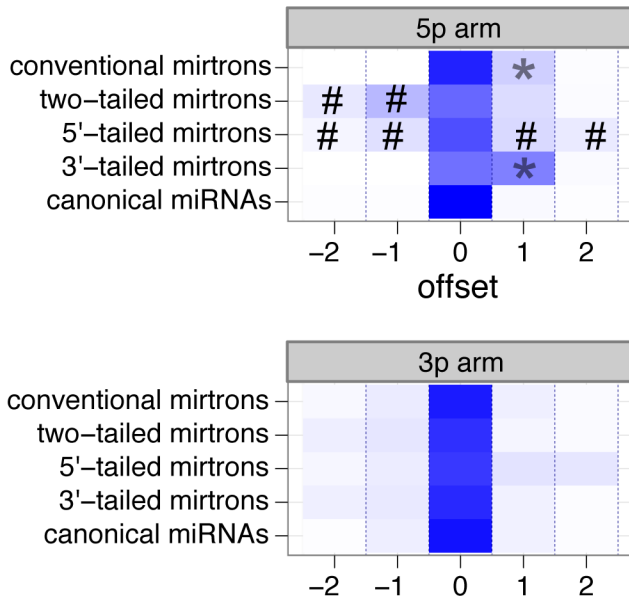 5p arm
conventional mirtrons *
two-tailed mirtrons # #
5'-tailed mirtrons # # # #
3'-tailed mirtrons *
canonical miRNAs
−2 −1 0 1 2
offset
3p arm
conventional mirtrons
two-tailed mirtrons
5'-tailed mirtrons
3'-tailed mirtrons
canonical miRNAs
−2 −1 0 1 2